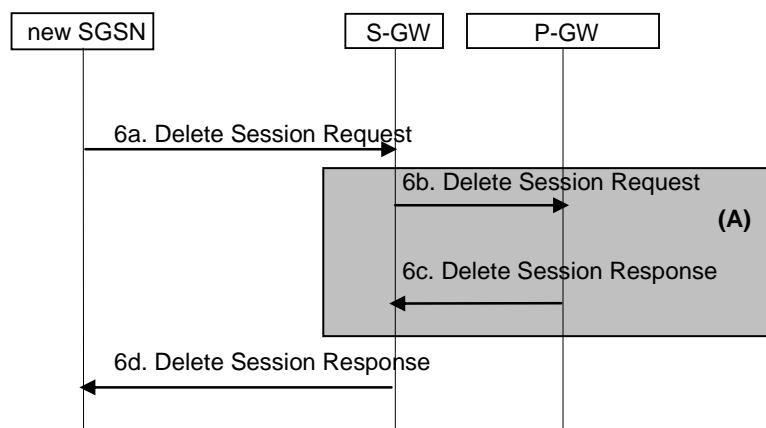 new SGSN
S-GW
P-GW
6a. Delete Session Request
6b. Delete Session Request
(A)
6c. Delete Session Response
6d. Delete Session Response